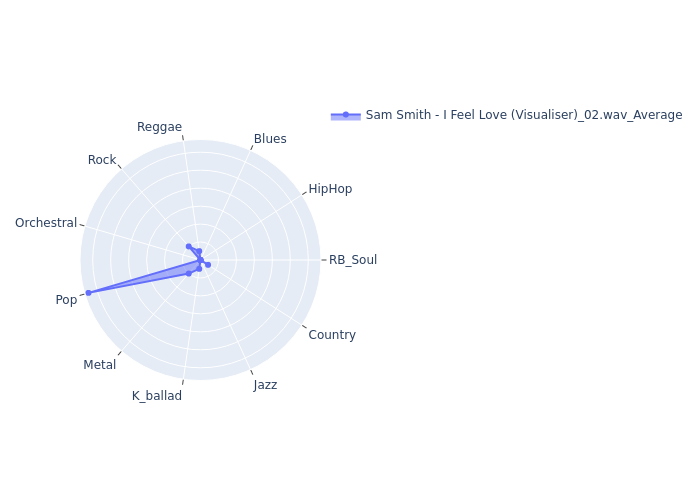 Sam Smith - I Feel Love (Visualiser)_02.wav_Average
Reggae
Blues
Rock
HipHop
Orchestral
RB_Soul
Pop
Country
Metal
Jazz
K_ballad